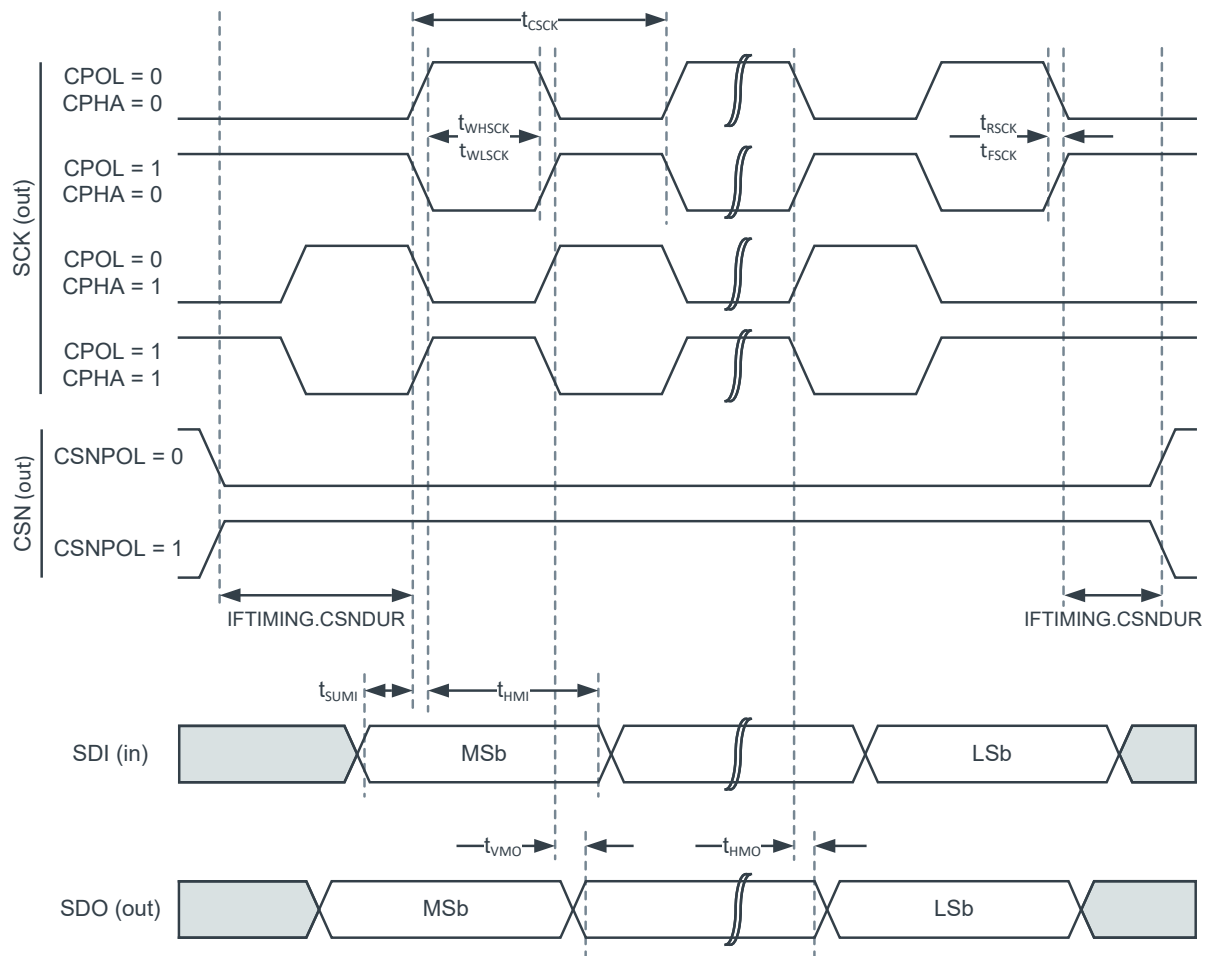 tCSCK
CPOL = 0
CPHA = 0
tWHSCK
tWLSCK
tRSCK
tFSCK
CPOL = 1
CPHA = 0
SCK (out)
CPOL = 0
CPHA = 1
CPOL = 1
CPHA = 1
CSN (out)
CSNPOL = 0
CSNPOL = 1
IFTIMING.CSNDUR
IFTIMING.CSNDUR
tSUMI
tHMI
SDI (in)
MSb
LSb
tVMO
tHMO
SDO (out)
MSb
LSb